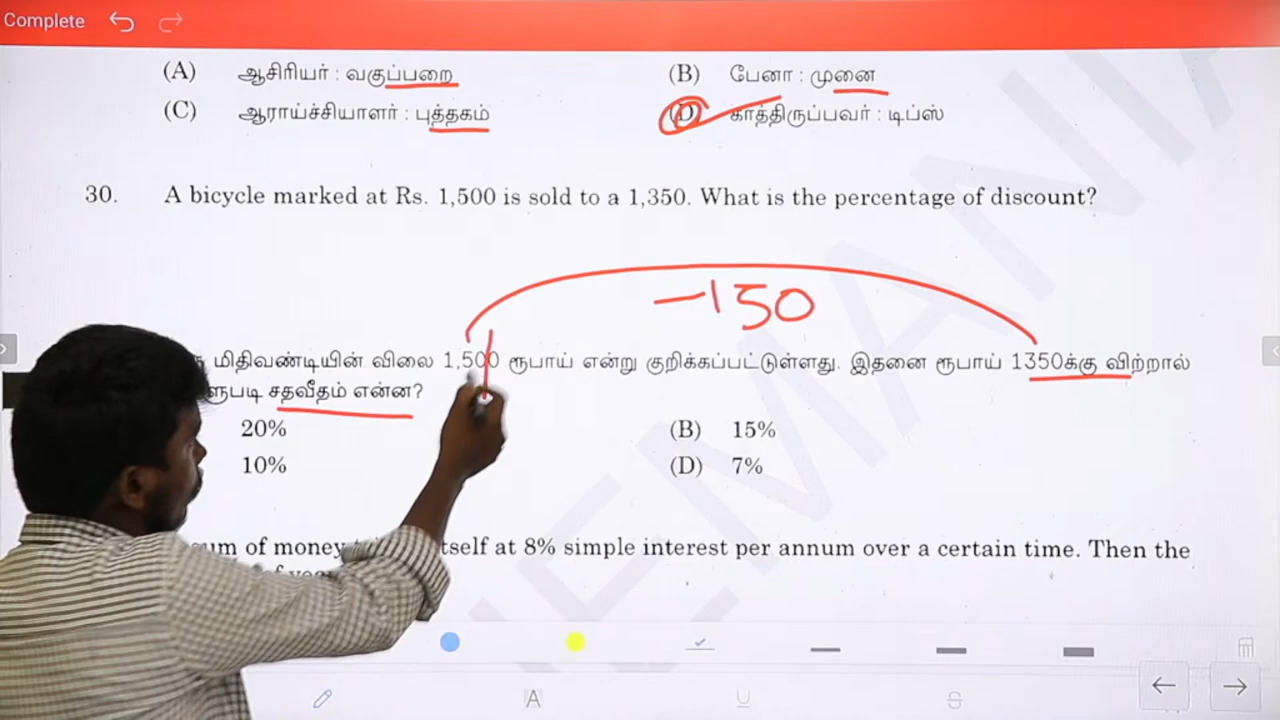 Complete
(A) ஆசிரியர் : வகுப்பறை (B) பேனா : முனை
(C) ஆராய்ச்சியாளர் : புத்தகம் (D) காத்திருப்பவர் : டிப்ஸ்
30. A bicycle marked at Rs. 1,500 is sold to a 1,350. What is the percentage of discount?
-150
மிதிவண்டியின் விலை 1,500 ரூபாய் என்று குறிக்கப்பட்டுள்ளது. இதனை ரூபாய் 1350க்கு விற்றால்
சதவீதம் என்ன?
20% (B) 15%
10% (D) 7%
of money at 8% simple interest per annum over a certain time. Then the
A U S